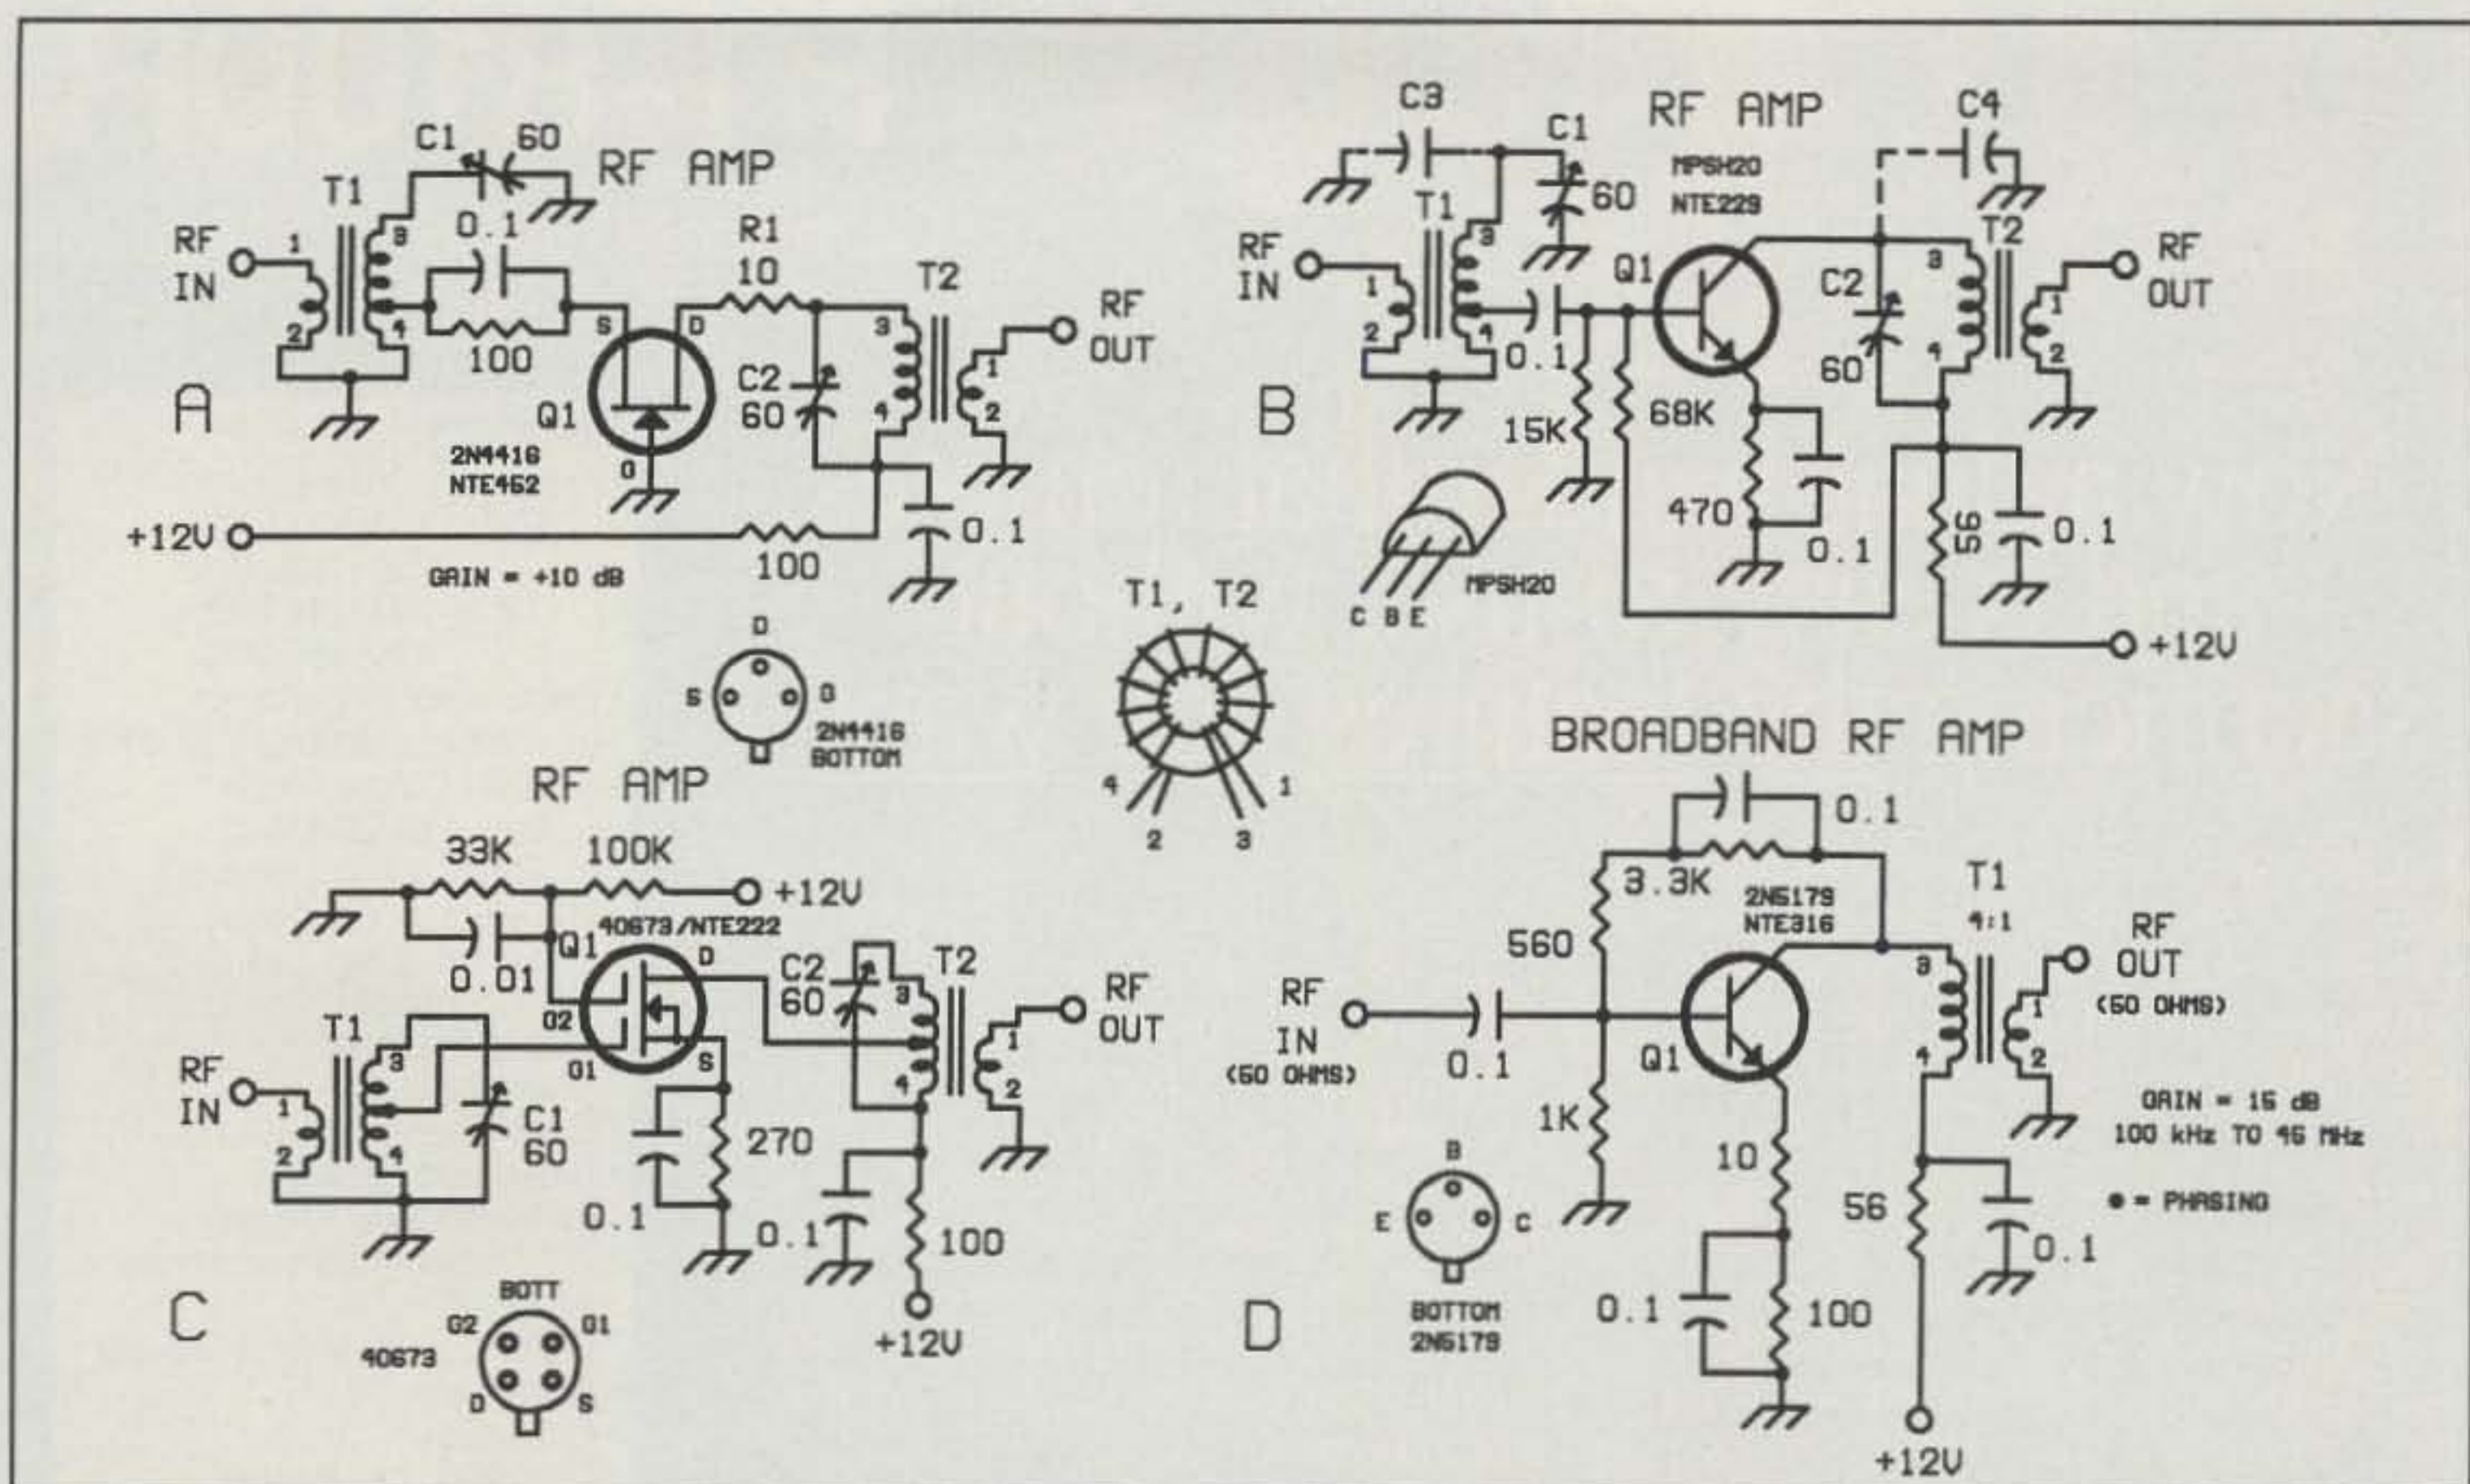 A
RF AMP
C1
60
T1
RF
IN
1
2
3
4
0.1
100
R1
10
S
D
G
Q1
2N4416
NTE452
C2
60
T2
3
4
1
2
RF
OUT
+12V
100
0.1
GAIN = +10 dB
D
S
G
2N4416
BOTTOM
T1, T2
4
2
3
1
B
RF AMP
MPSH20
NTE229
C3
C1
60
C4
T1
RF
IN
1
2
3
4
0.1
Q1
15K
68K
470
0.1
C2
60
T2
3
4
1
2
RF
OUT
56
0.1
+12V
MPSH20
C B E
C
RF AMP
33K
100K
+12V
0.01
Q1
40673/NTE222
G2
G1
D
S
T1
RF
IN
1
2
3
4
C1
60
0.1
270
C2
60
T2
3
4
1
2
RF
OUT
0.1
100
+12V
BOTT
G2
G1
40673
D
S
D
BROADBAND RF AMP
0.1
3.3K
560
2N5179
NTE316
T1
4:1
3
4
1
2
RF
OUT
(50 OHMS)
RF
IN
(50 OHMS)
0.1
Q1
1K
10
0.1
100
56
0.1
+12V
GAIN = 15 dB
100 kHz TO 45 MHz
● = PHASING
B
E
C
BOTTOM
2N5179